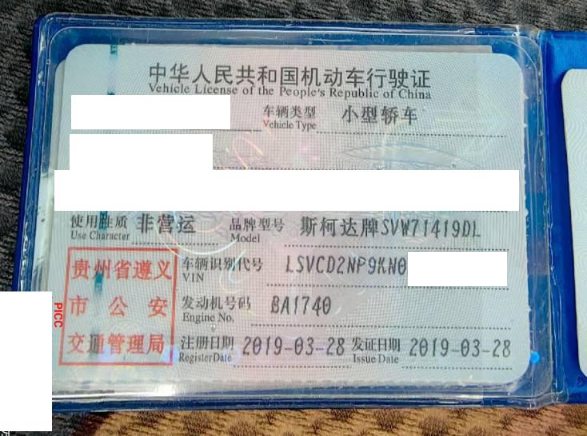 中华人民共和国机动车行驶证
Vehicle License of the People's Republic of China
车辆类型 小型轿车
Vehicle Type
使用性质 非营运 品牌型号 斯柯达牌SVW71419DL
Use Character Model
贵州省遵义
市公安
交通管理局
车辆识别代号 LSVCD2NP9KN0
VIN
发动机号码 BA1740
Engine No.
注册日期 2019-03-28 发证日期 2019-03-28
Register Date Issue Date
PICC